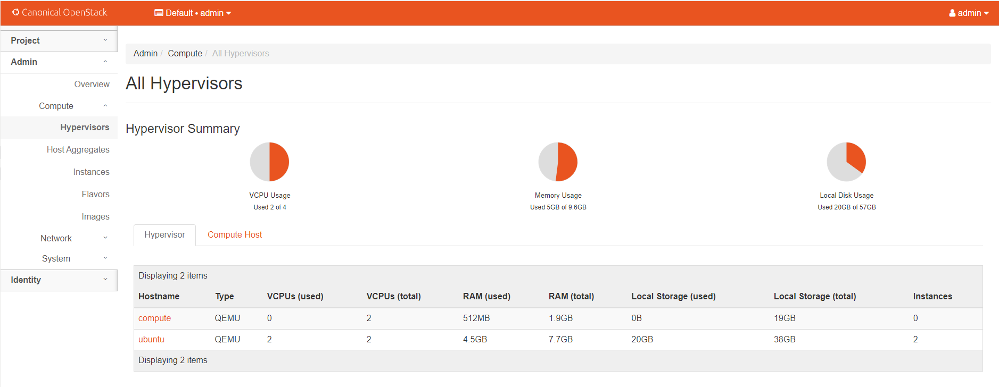 Canonical OpenStack Default • admin admin
Project
Admin
Overview
Compute
Hypervisors
Host Aggregates
Instances
Flavors
Images
Network
System
Identity
Admin / Compute / All Hypervisors
All Hypervisors
Hypervisor Summary
VCPU Usage
Used 2 of 4
Memory Usage
Used 5GB of 9.6GB
Local Disk Usage
Used 20GB of 57GB
Hypervisor Compute Host
Displaying 2 items
Hostname Type VCPUs (used) VCPUs (total) RAM (used) RAM (total) Local Storage (used) Local Storage (total) Instances
compute QEMU 0 2 512MB 1.9GB 0B 19GB 0
ubuntu QEMU 2 2 4.5GB 7.7GB 20GB 38GB 2
Displaying 2 items